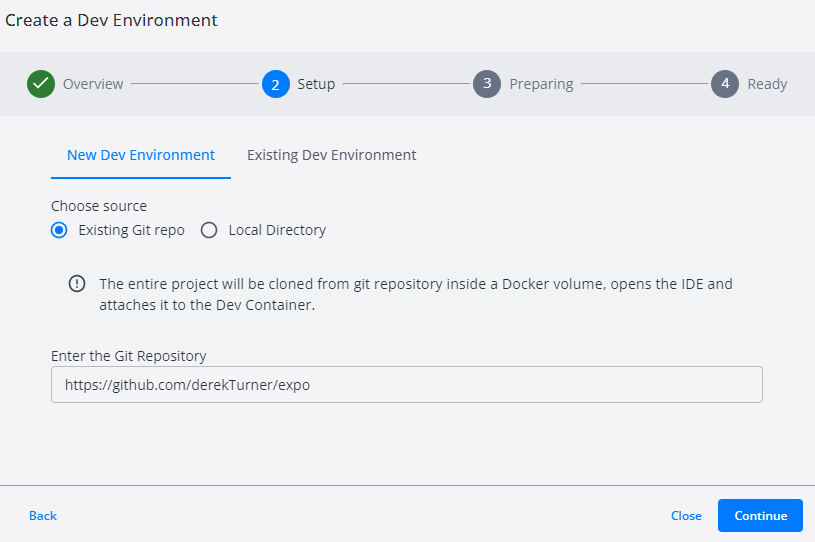 Create a Dev Environment
Overview 2 Setup 3 Preparing 4 Ready
New Dev Environment Existing Dev Environment
Choose source
Existing Git repo Local Directory
The entire project will be cloned from git repository inside a Docker volume, opens the IDE and
attaches it to the Dev Container.
Enter the Git Repository
https://github.com/derekTurner/expo
Back Close Continue